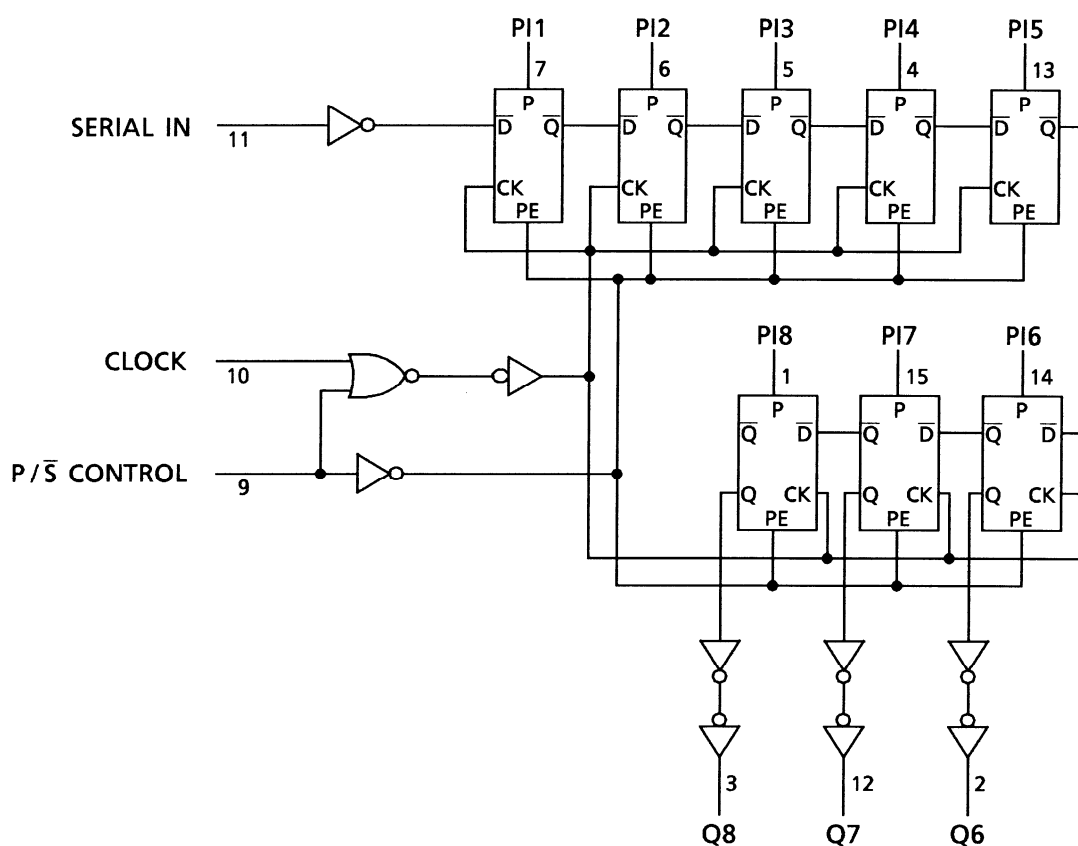 PI1 PI2 PI3 PI4 PI5
7 6 5 4 13
P P P P P
SERIAL IN D̅ Q̅ D̅ Q̅ D̅ Q̅ D̅ Q̅ D̅ Q̅
11
CK CK CK CK CK
PE PE PE PE PE
PI8 PI7 PI6
CLOCK
10 1 15 14
P P P
Q̅ D̅ Q̅ D̅ Q̅ D̅
P/S̅ CONTROL
9
Q CK Q CK Q CK
PE PE PE
3 12 2
Q8 Q7 Q6